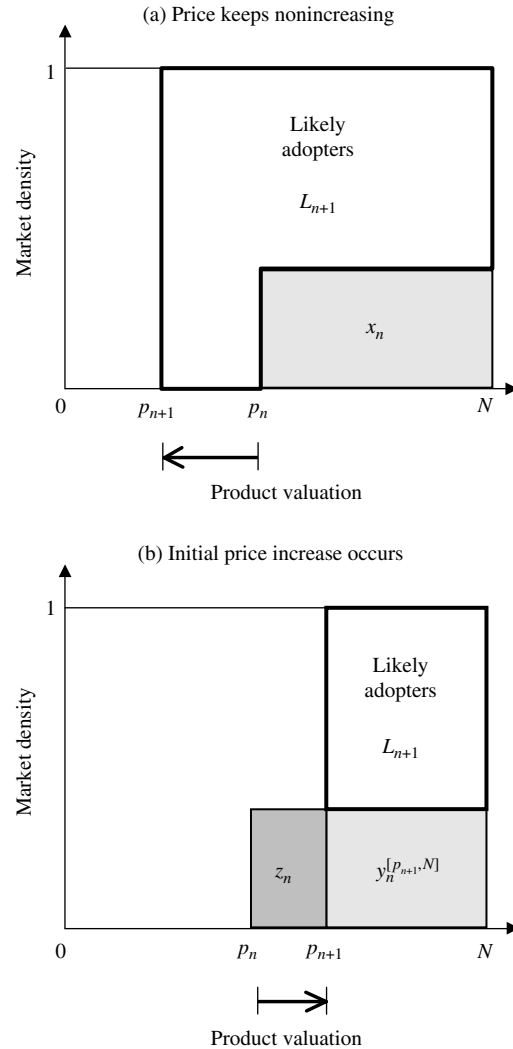 (a) Price keeps nonincreasing
1
Likely
adopters
L_{n+1}
Market density
x_n
0
p_{n+1}
p_n
N
Product valuation
(b) Initial price increase occurs
1
Likely
adopters
L_{n+1}
Market density
z_n
y_n^{[p_{n+1}, N]}
0
p_n
p_{n+1}
N
Product valuation